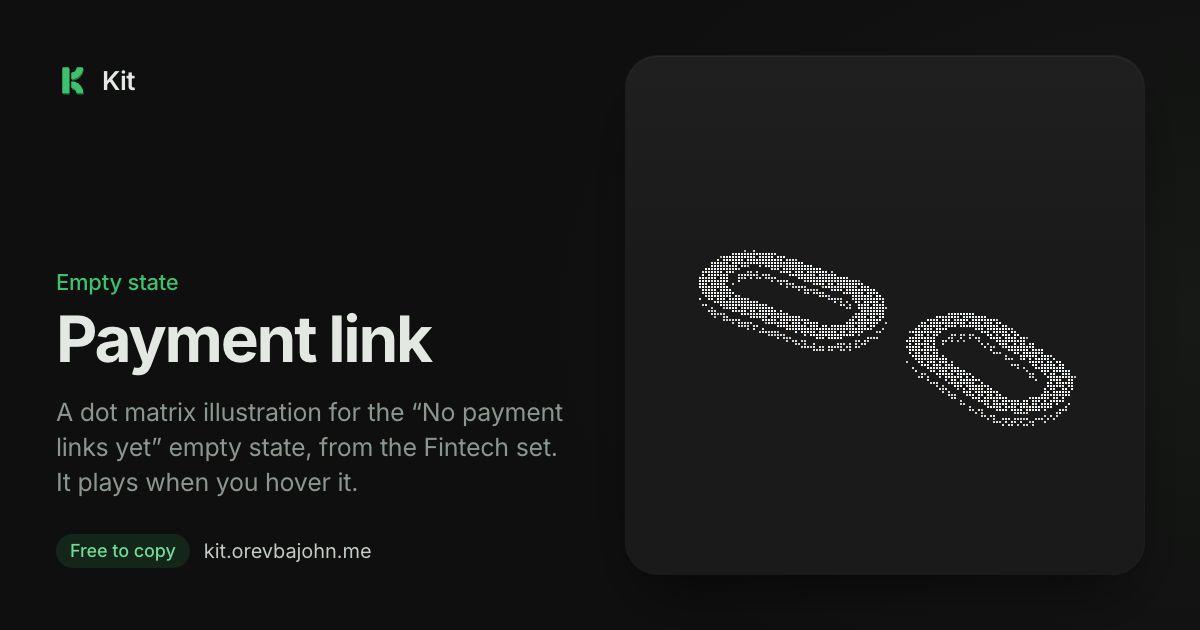 Kit
Empty state
Payment link
A dot matrix illustration for the “No payment
links yet” empty state, from the Fintech set.
It plays when you hover it.
Free to copy
kit.orevbajohn.me